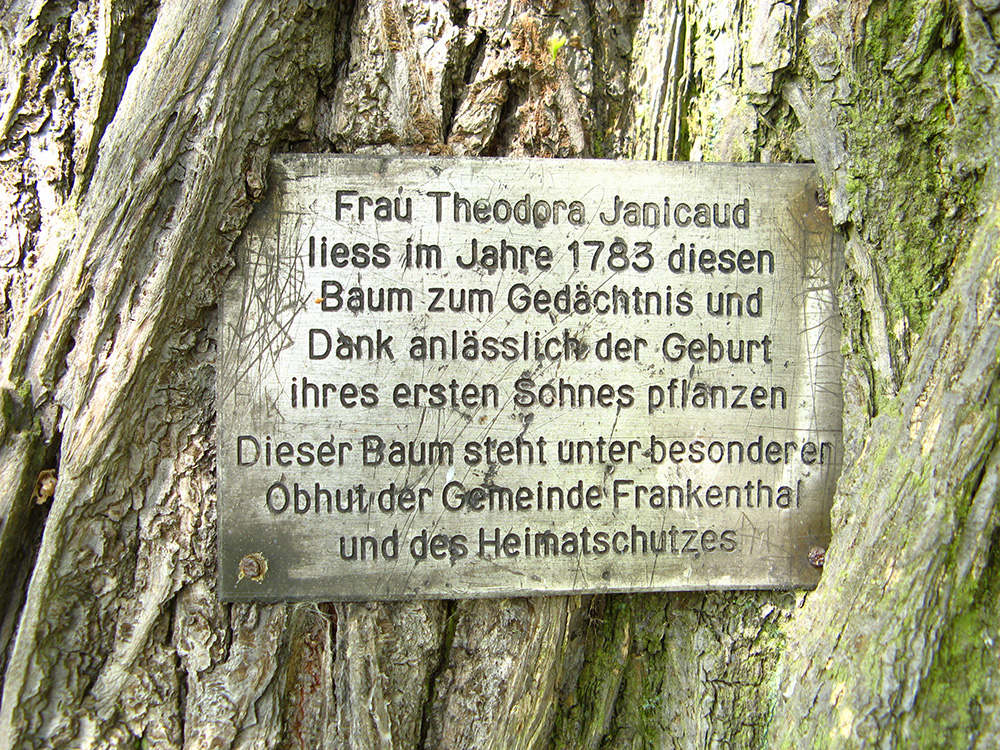 Frau Theodora Janicaud
liess im Jahre 1783 diesen
Baum zum Gedächtnis und
Dank anlässlich der Geburt
ihres ersten Sohnes pflanzen
Dieser Baum steht unter besonderer
Obhut der Gemeinde Frankenthal
und des Heimatschutzes